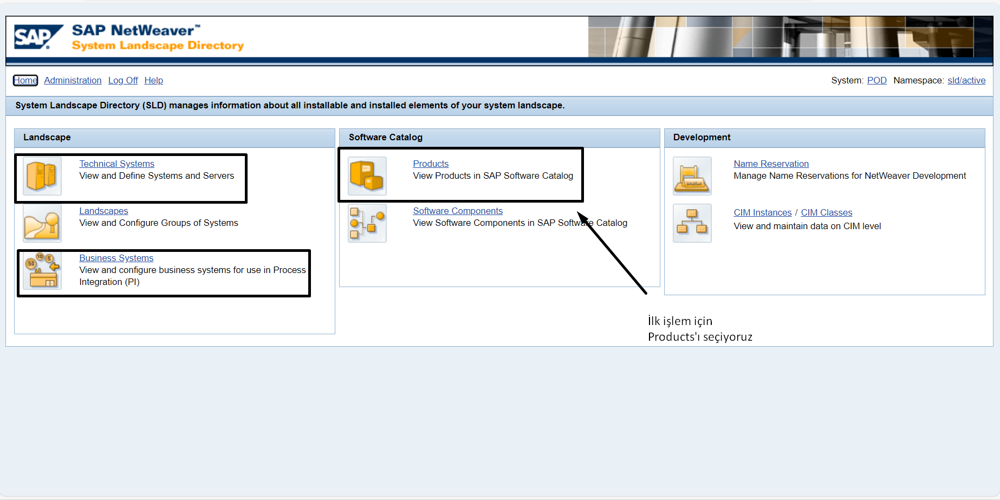 SAP
SAP NetWeaver™
System Landscape Directory
Home Administration Log Off Help
System: POD Namespace: sld/active
System Landscape Directory (SLD) manages information about all installable and installed elements of your system landscape.
Landscape
Technical Systems
View and Define Systems and Servers
Landscapes
View and Configure Groups of Systems
Business Systems
View and configure business systems for use in Process
Integration (PI)
Software Catalog
Products
View Products in SAP Software Catalog
Software Components
View Software Components in SAP Software Catalog
Development
Name Reservation
Manage Name Reservations for NetWeaver Development
CIM Instances / CIM Classes
View and maintain data on CIM level
İlk işlem için
Products'ı seçiyoruz
50
10
5